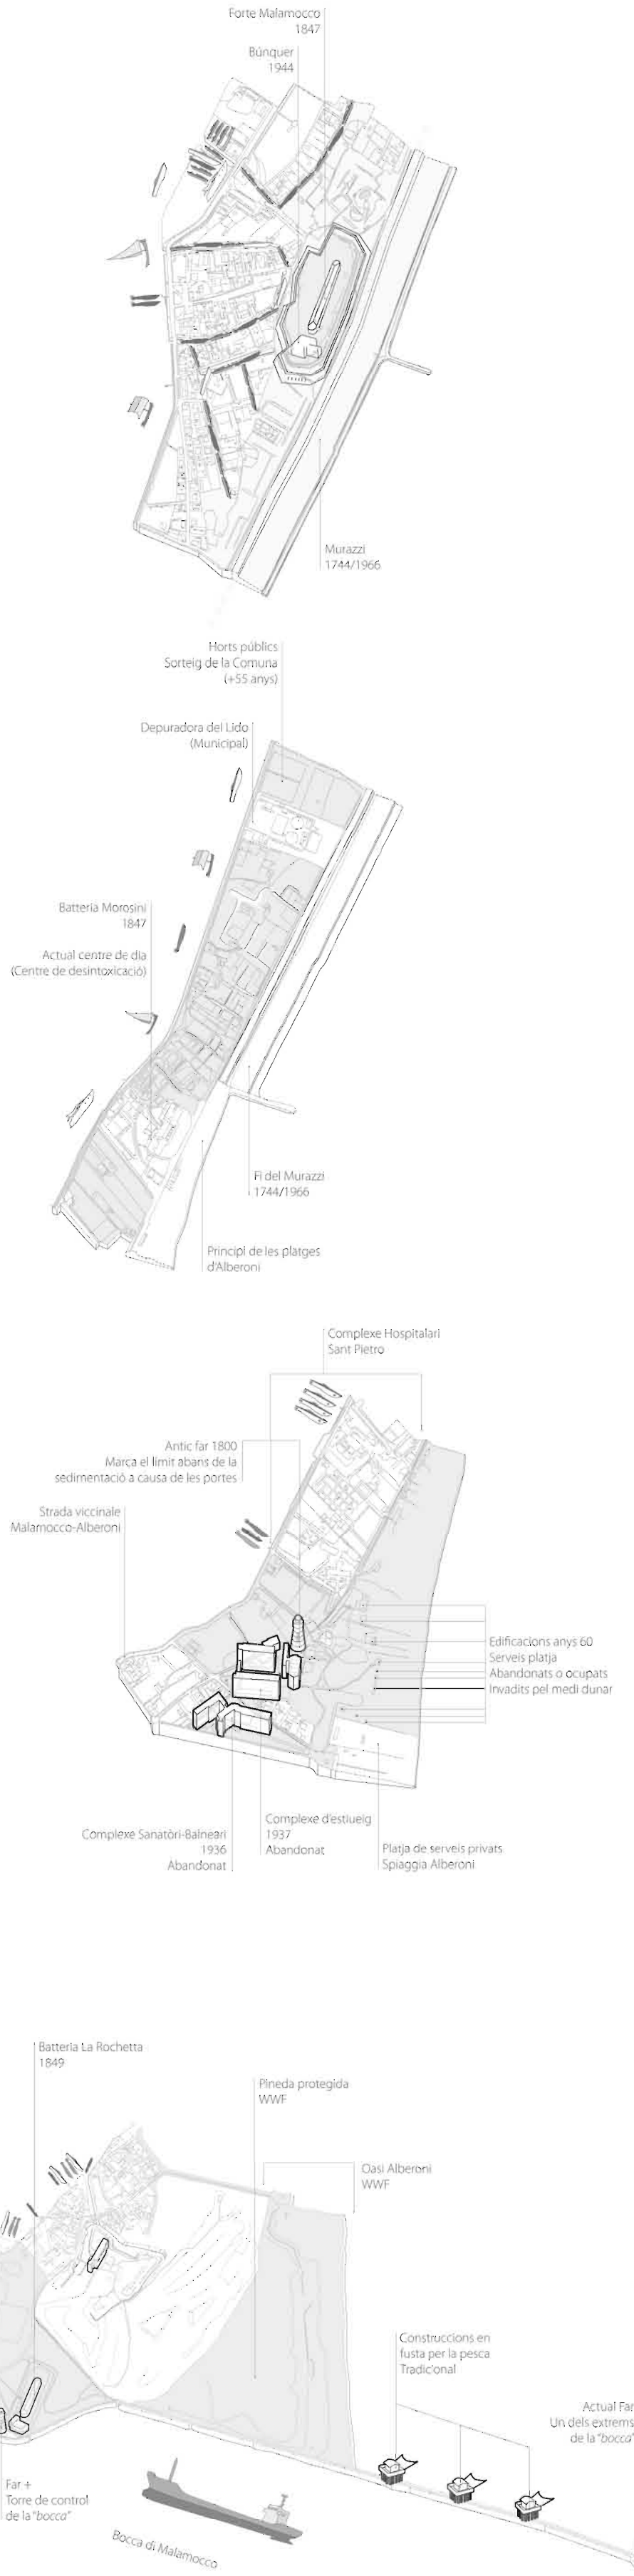 Forte Malamocco
1847
Búnquer
1944
Murazzi
1744/1966
Horts públics
Sorteig de la Comuna
(+55 anys)
Depuradora del Lido
(Municipal)
Batteria Morosini
1847
Actual centre de dia
(Centre de desintoxicació)
Fi del Murazzi
1744/1966
Principi de les platges
d'Alberoni
Complexe Hospitalari
Sant Pietro
Antic far 1800
Marca el limit abans de la
sedimentació a causa de les portes
Strada viccinale
Malamocco-Alberoni
Edificacions anys 60
Serveis platja
Abandonats o ocupats
Invadits pel medi dunar
Complexe Sanatòri-Balneari
1936
Abandonat
Complexe d'estiueig
1937
Abandonat
Platja de serveis privats
Spiaggia Alberoni
Batteria La Rochetta
1849
Pineda protegida
WWF
Oasi Alberoni
WWF
Construccions en
fusta per la pesca
Tradicional
Actual Far
Un dels extrems
de la "bocca"
Far +
Torre de control
de la "bocca"
Bocca di Malamocco